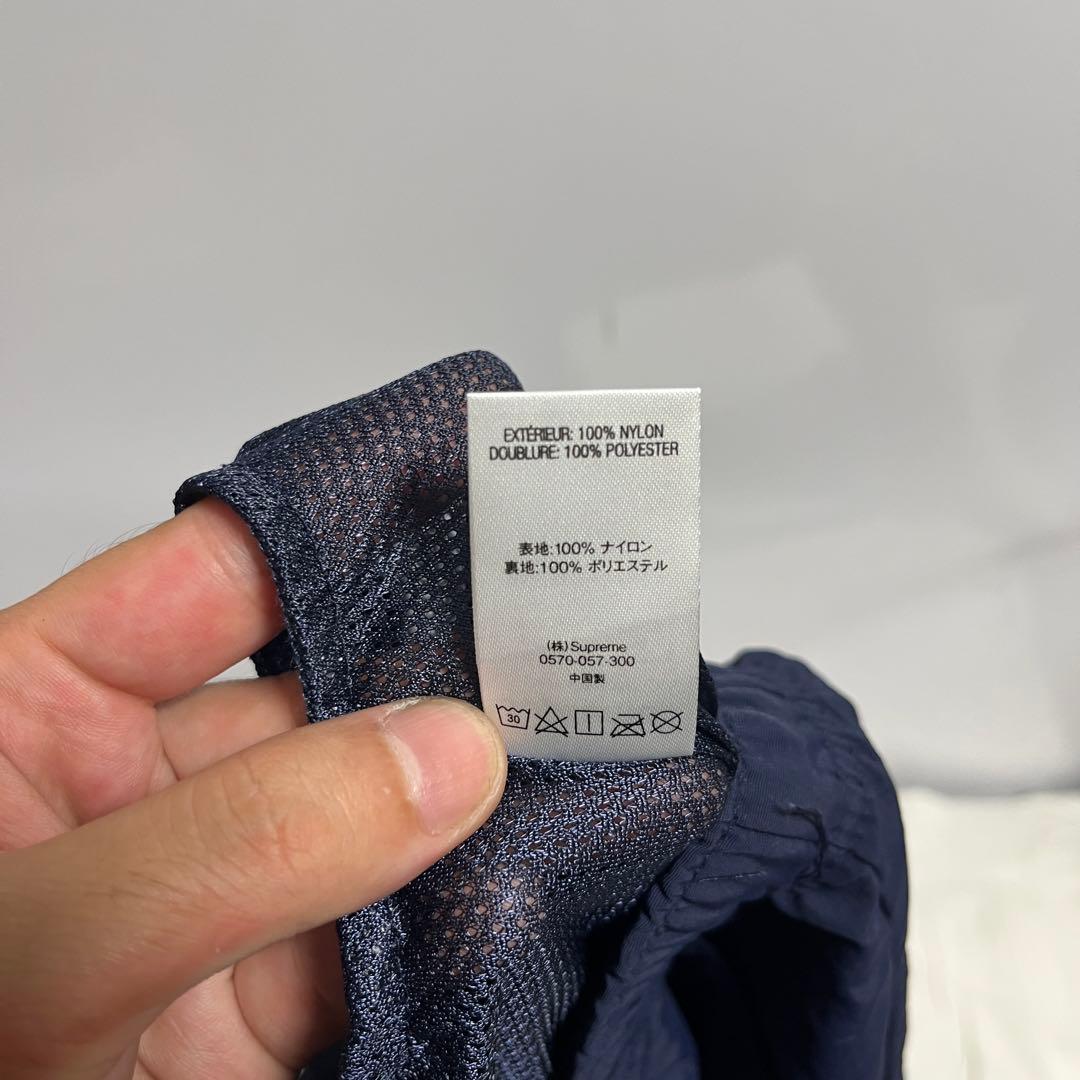 EXTÉRIEUR: 100% NYLON
DOUBLURE: 100% POLYESTER
表地:100% ナイロン
裏地:100% ポリエステル
(株)Supreme
0570-057-300
中国製
30